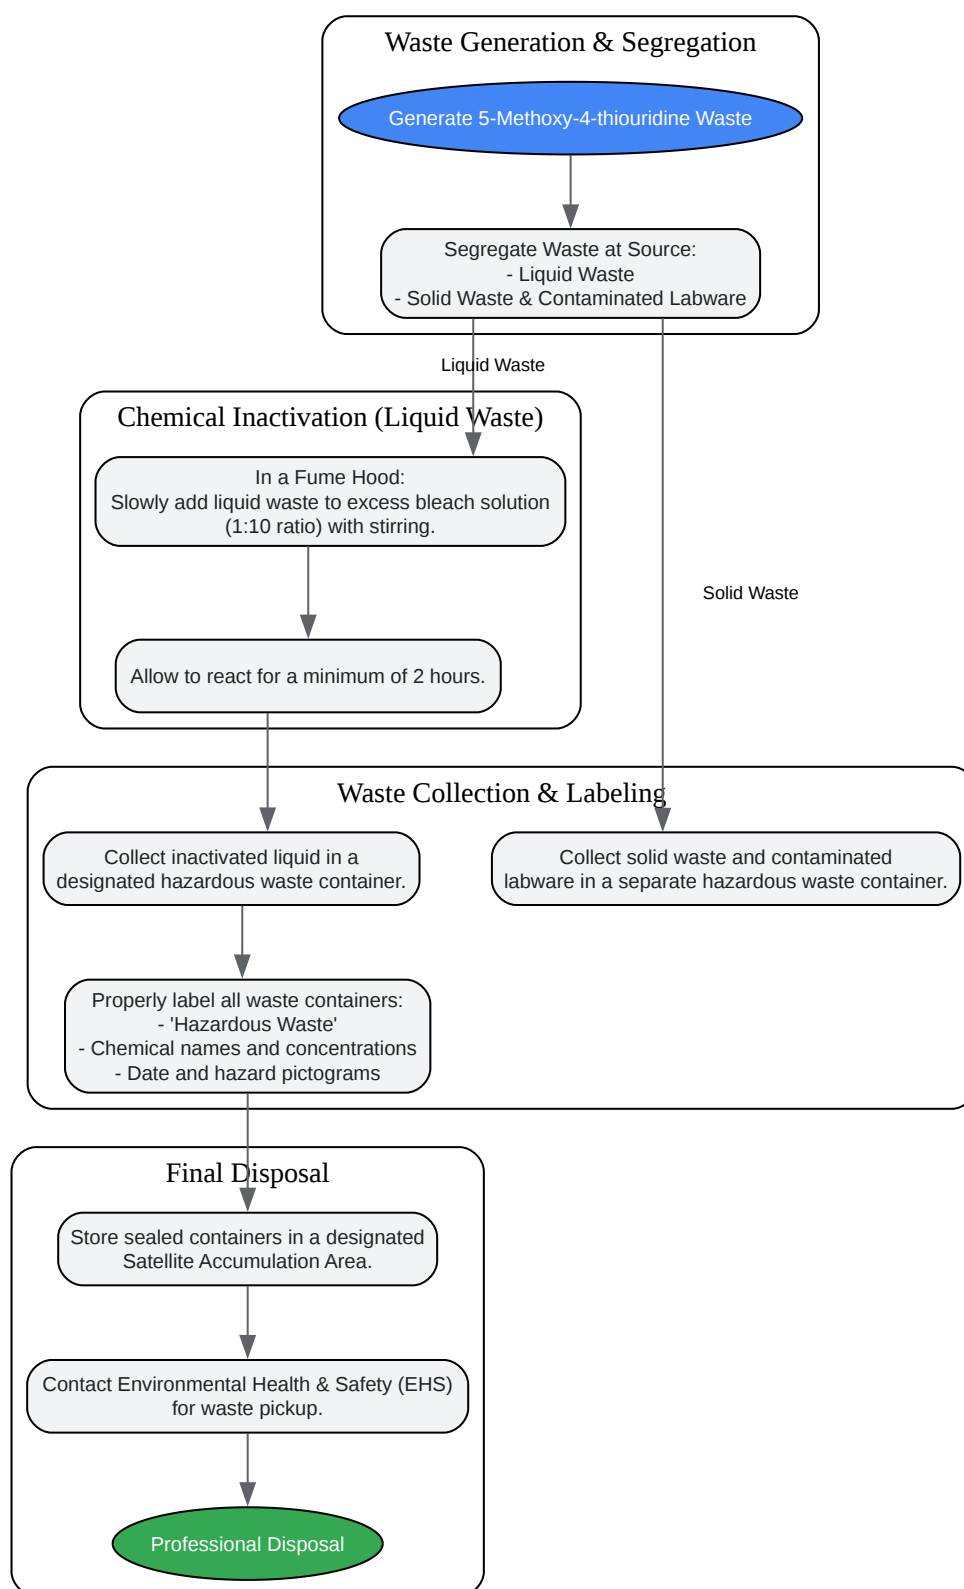 Waste Generation & Segregation
Generate 5-Methoxy-4-thiouridine Waste
Segregate Waste at Source:
- Liquid Waste
- Solid Waste & Contaminated Labware
Liquid Waste
Chemical Inactivation (Liquid Waste)
In a Fume Hood:
Slowly add liquid waste to excess bleach solution
(1:10 ratio) with stirring.
Solid Waste
Allow to react for a minimum of 2 hours.
Waste Collection & Labeling
Collect inactivated liquid in a
designated hazardous waste container.
Collect solid waste and contaminated
labware in a separate hazardous waste container.
Properly label all waste containers:
- 'Hazardous Waste'
- Chemical names and concentrations
- Date and hazard pictograms
Final Disposal
Store sealed containers in a designated
Satellite Accumulation Area.
Contact Environmental Health & Safety (EHS)
for waste pickup.
Professional Disposal